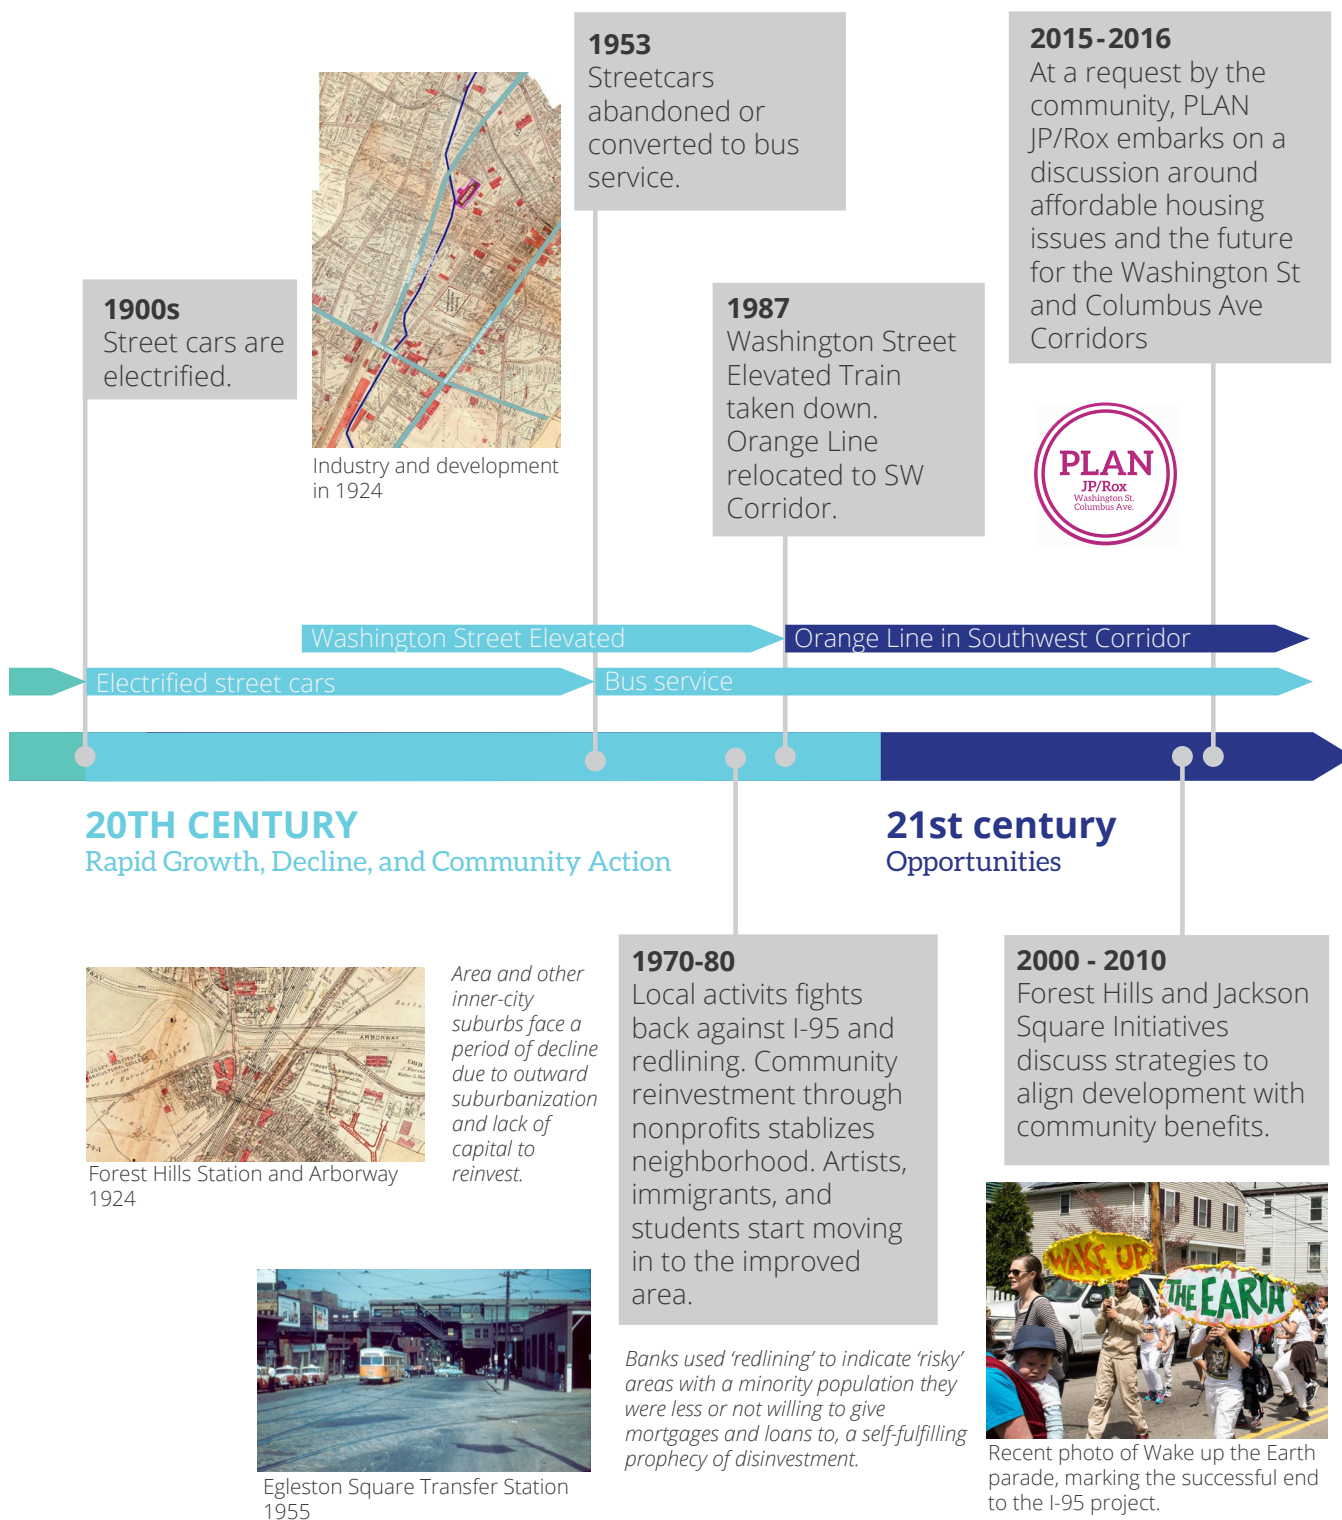 1953
Streetcars
abandoned or
converted to bus
service.
2015-2016
At a request by the
community, PLAN
JP/Rox embarks on a
discussion around
affordable housing
issues and the future
for the Washington St
and Columbus Ave
Corridors
1900s
Street cars are
electrified.
1987
Washington Street
Elevated Train
taken down.
Orange Line
relocated to SW
Corridor.
Industry and development
in 1924
PLAN
JP/Rox
Washington St.
Columbus Ave.
Washington Street Elevated
Orange Line in Southwest Corridor
Electrified street cars
Bus service
20TH CENTURY
Rapid Growth, Decline, and Community Action
21st century
Opportunities
ARBORWAY
Forest Hills Station and Arborway
1924
Area and other
inner-city
suburbs face a
period of decline
due to outward
suburbanization
and lack of
capital to
reinvest.
1970-80
Local activits fights
back against I-95 and
redlining. Community
reinvestment through
nonprofits stablizes
neighborhood. Artists,
immigrants, and
students start moving
in to the improved
area.
2000 - 2010
Forest Hills and Jackson
Square Initiatives
discuss strategies to
align development with
community benefits.
WAKE UP
THE EARTH
Egleston Square Transfer Station
1955
Banks used ‘redlining’ to indicate ‘risky’
areas with a minority population they
were less or not willing to give
mortgages and loans to, a self-fulfilling
prophecy of disinvestment.
Recent photo of Wake up the Earth
parade, marking the successful end
to the I-95 project.